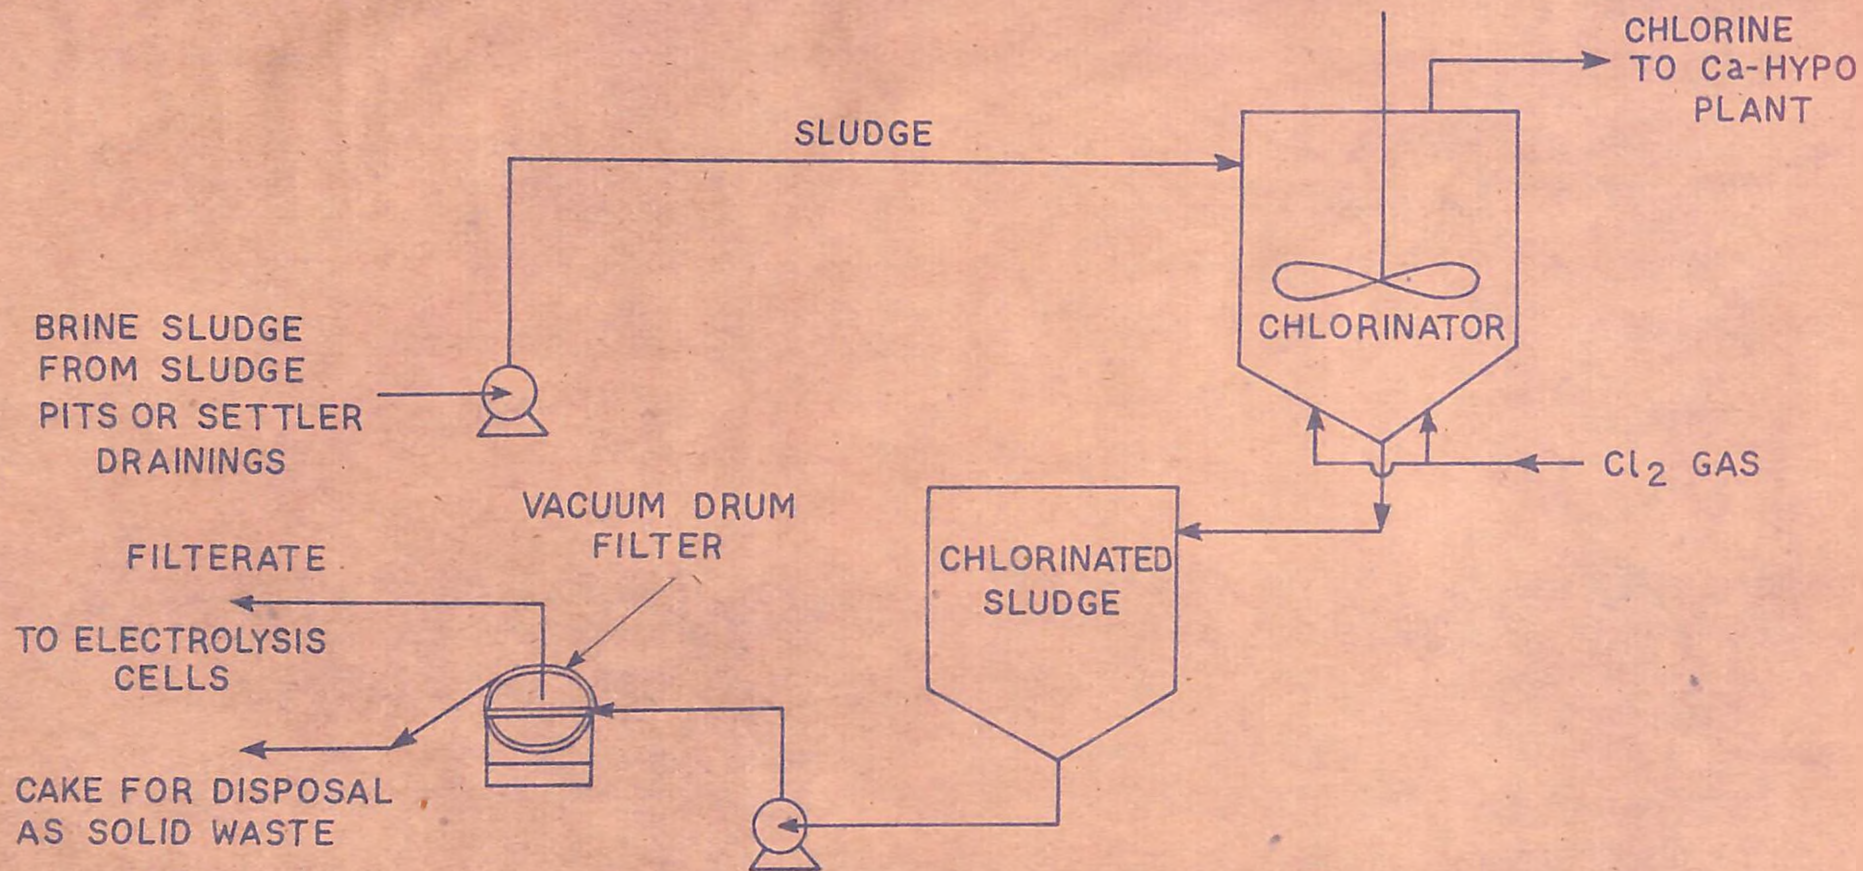 CHLORINE
TO Ca-HYPO
PLANT
SLUDGE
CHLORINATOR
BRINE SLUDGE
FROM SLUDGE
PITS OR SETTLER
DRAININGS
Cl2 GAS
VACUUM DRUM
FILTER
CHLORINATED
SLUDGE
FILTERATE
TO ELECTROLYSIS
CELLS
CAKE FOR DISPOSAL
AS SOLID WASTE